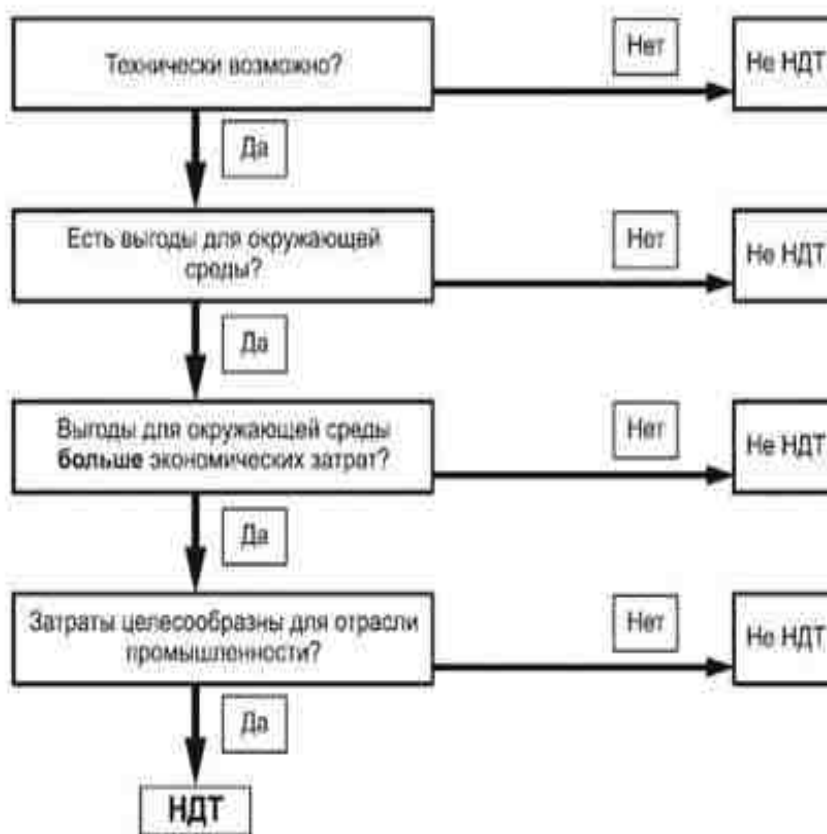 Технически возможно?
Нет
Не НДТ
Да
Есть выгоды для окружающей
среды?
Нет
Не НДТ
Да
Выгоды для окружающей среды
больше экономических затрат?
Нет
Не НДТ
Да
Затраты целесообразны для отрасли
промышленности?
Нет
Не НДТ
Да
НДТ